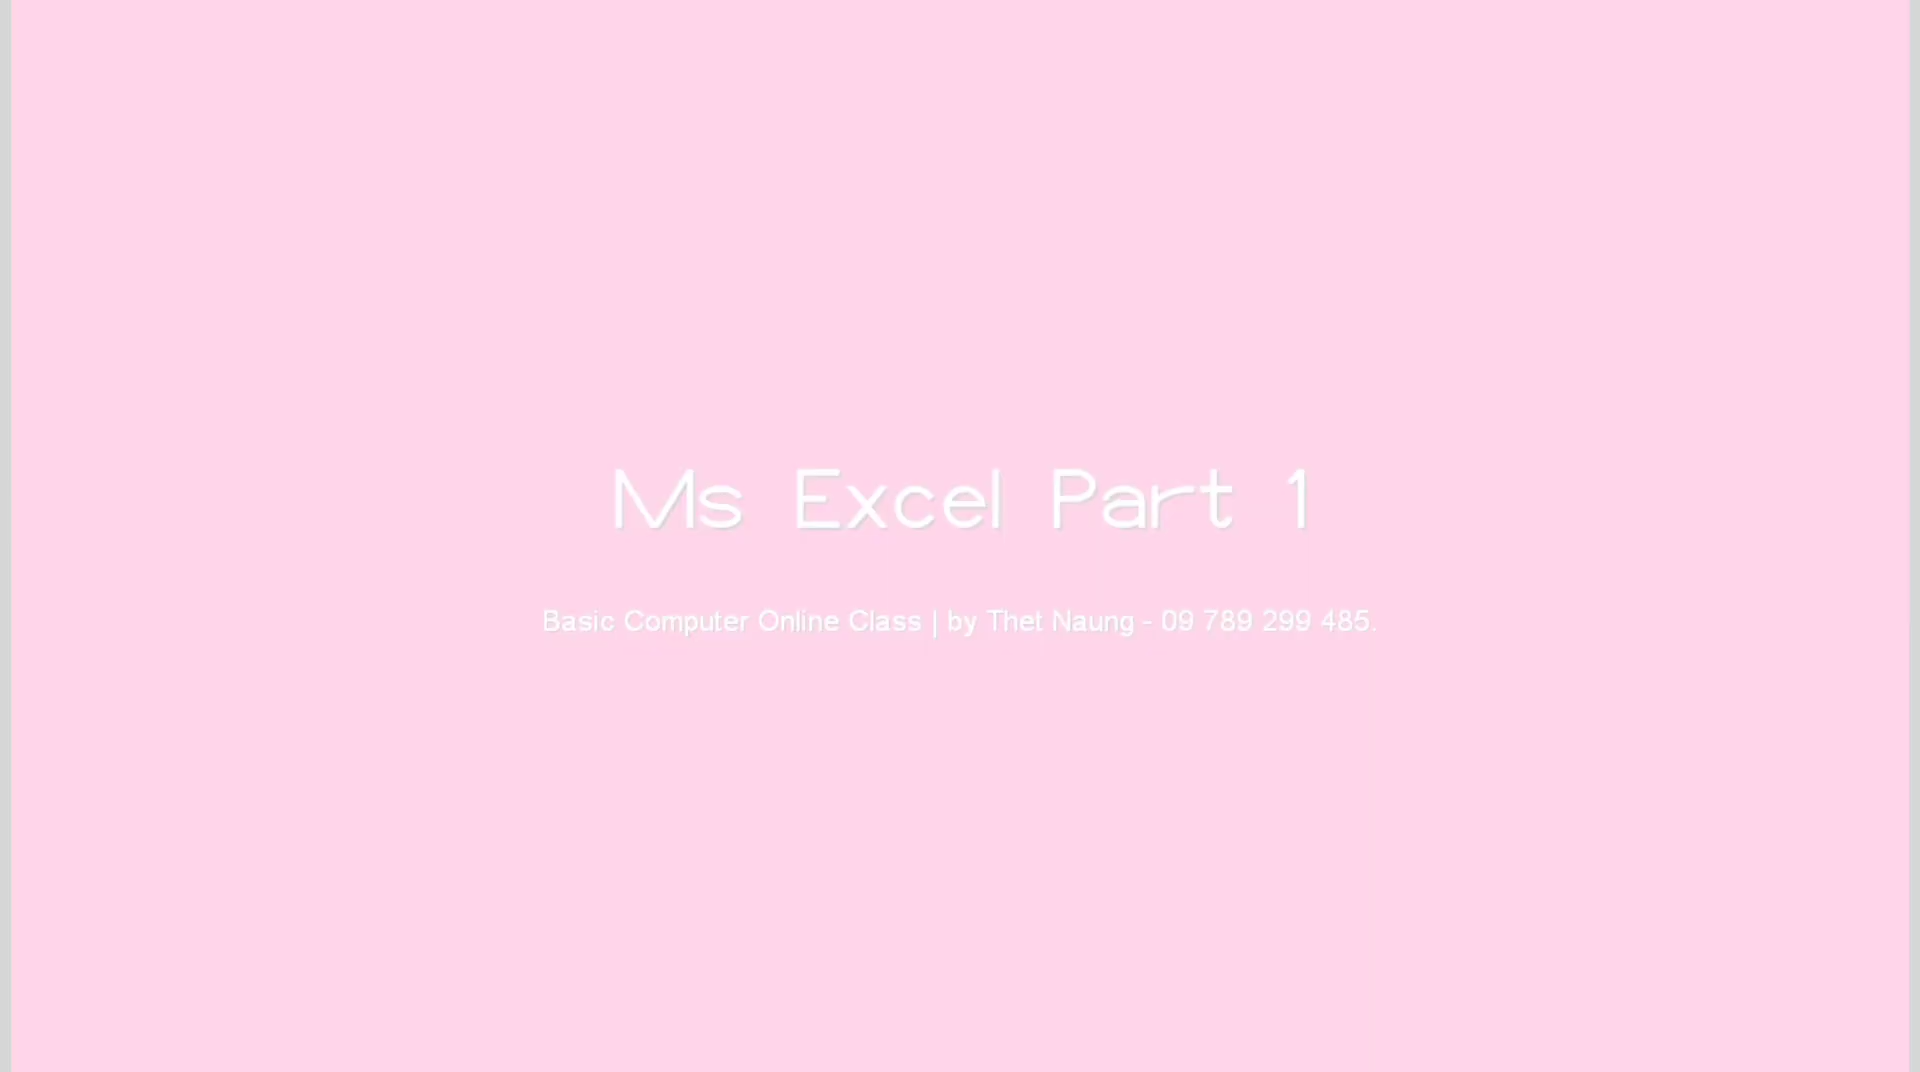 Ms Excel Part 1
Basic Computer Online Class | by Thet Naung - 09 789 299 485.